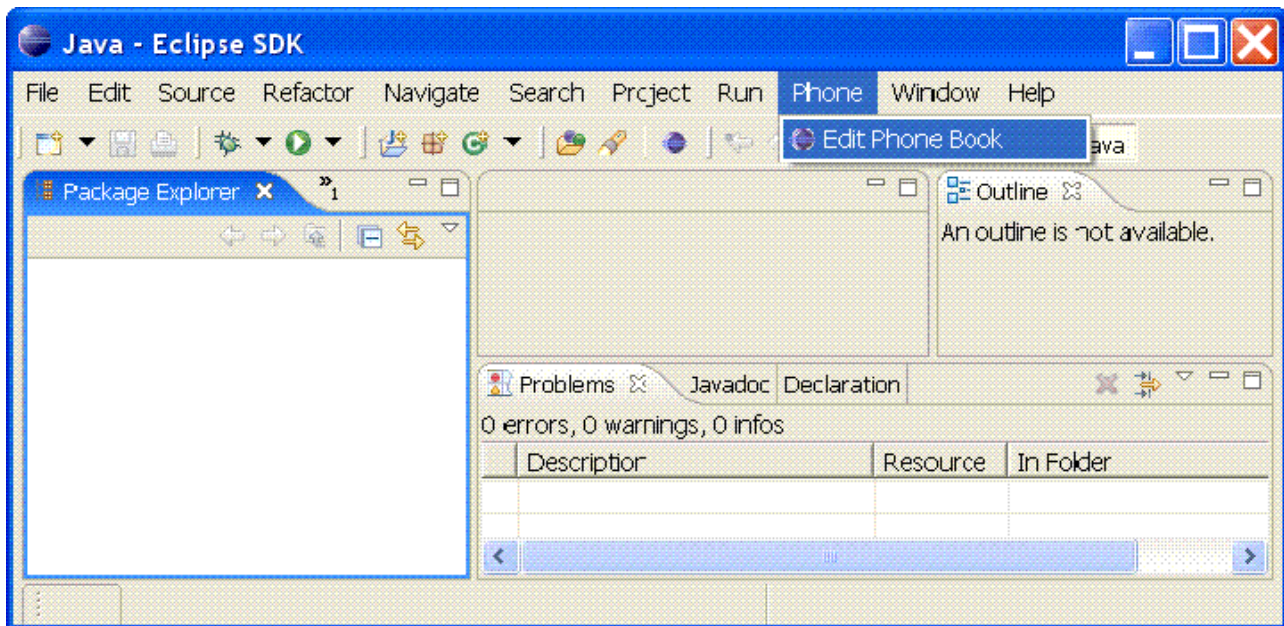 Java - Eclipse SDK
File Edit Source Refactor Navigate Search Project Run Phone Window Help
Edit Phone Book
ava
Package Explorer
»1
Outline
An outline is not available.
Problems Javadoc Declaration
0 errors, 0 warnings, 0 infos
Description Resource In Folder